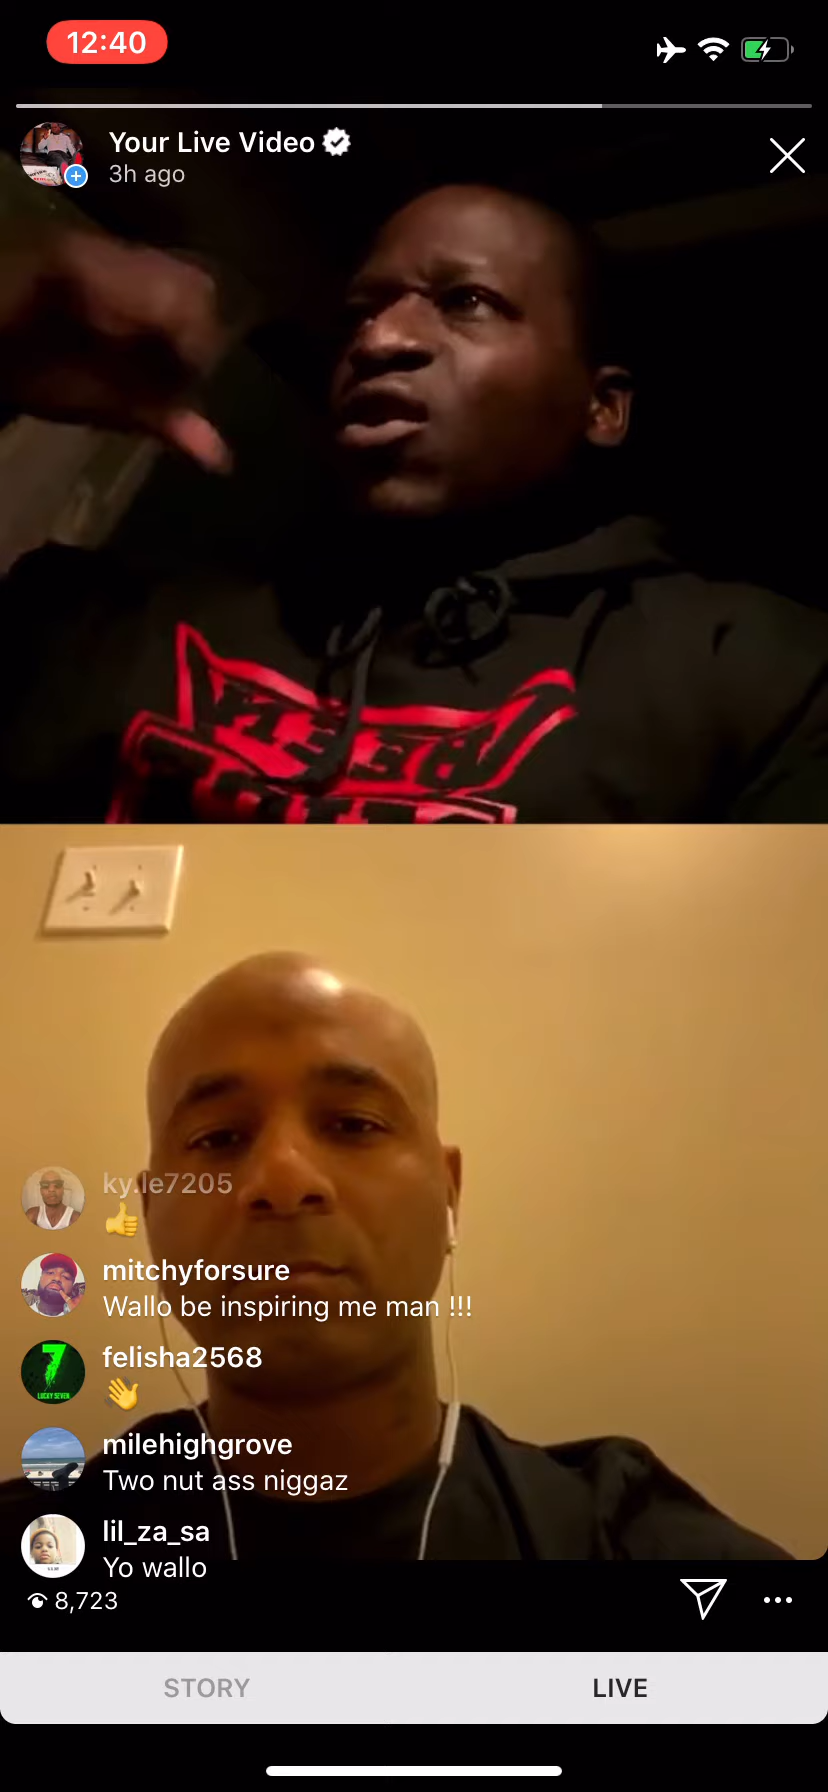 12:40
Your Live Video
3h ago
ky.le7205
👍
mitchyforsure
Wallo be inspiring me man !!!
felisha2568
👋
milehighgrove
Two nut ass niggaz
lil_za_sa
Yo wallo
8,723
STORY
LIVE